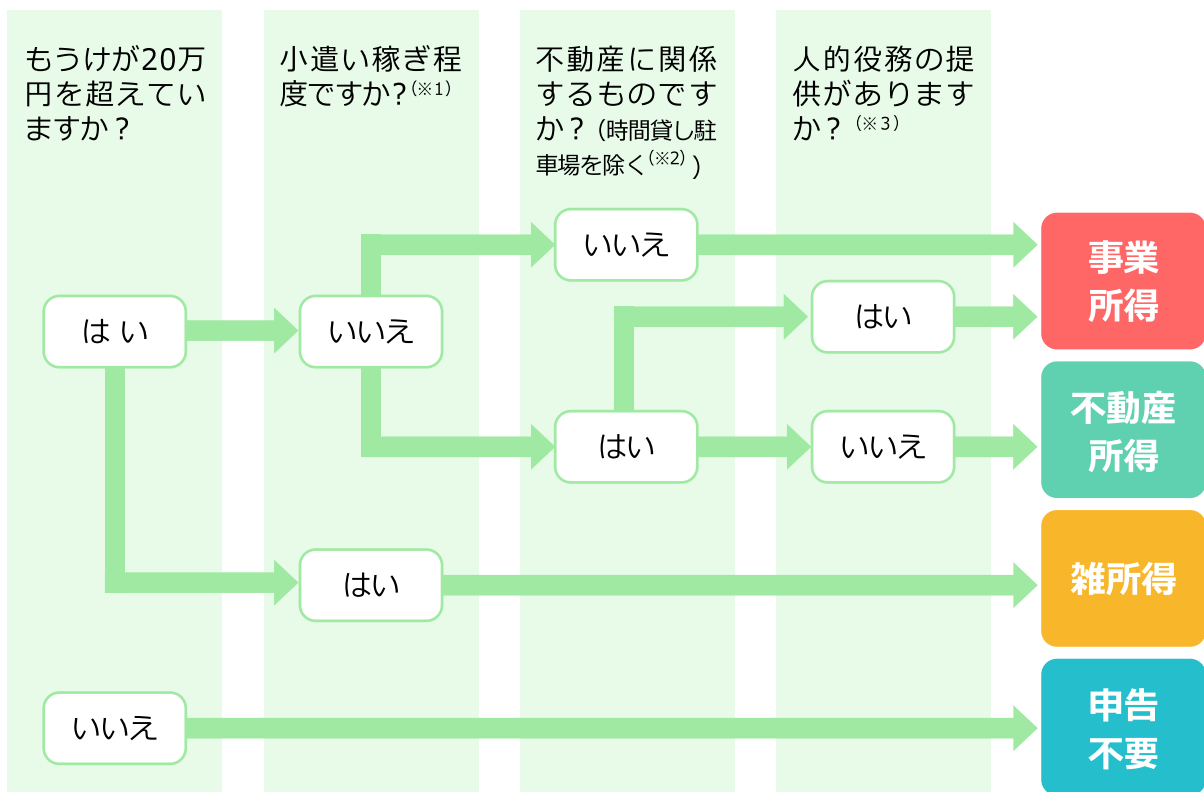 もうけが20万
円を超えてい
ますか？
小遣い稼ぎ程
度ですか?(※1)
不動産に関係
するものです
か？(時間貸し駐
車場を除く(※2))
人的役務の提
供があります
か？(※3)
いいえ
はい
はい
いいえ
はい
いいえ
はい
いいえ
事業
所得
不動産
所得
雑所得
申告
不要